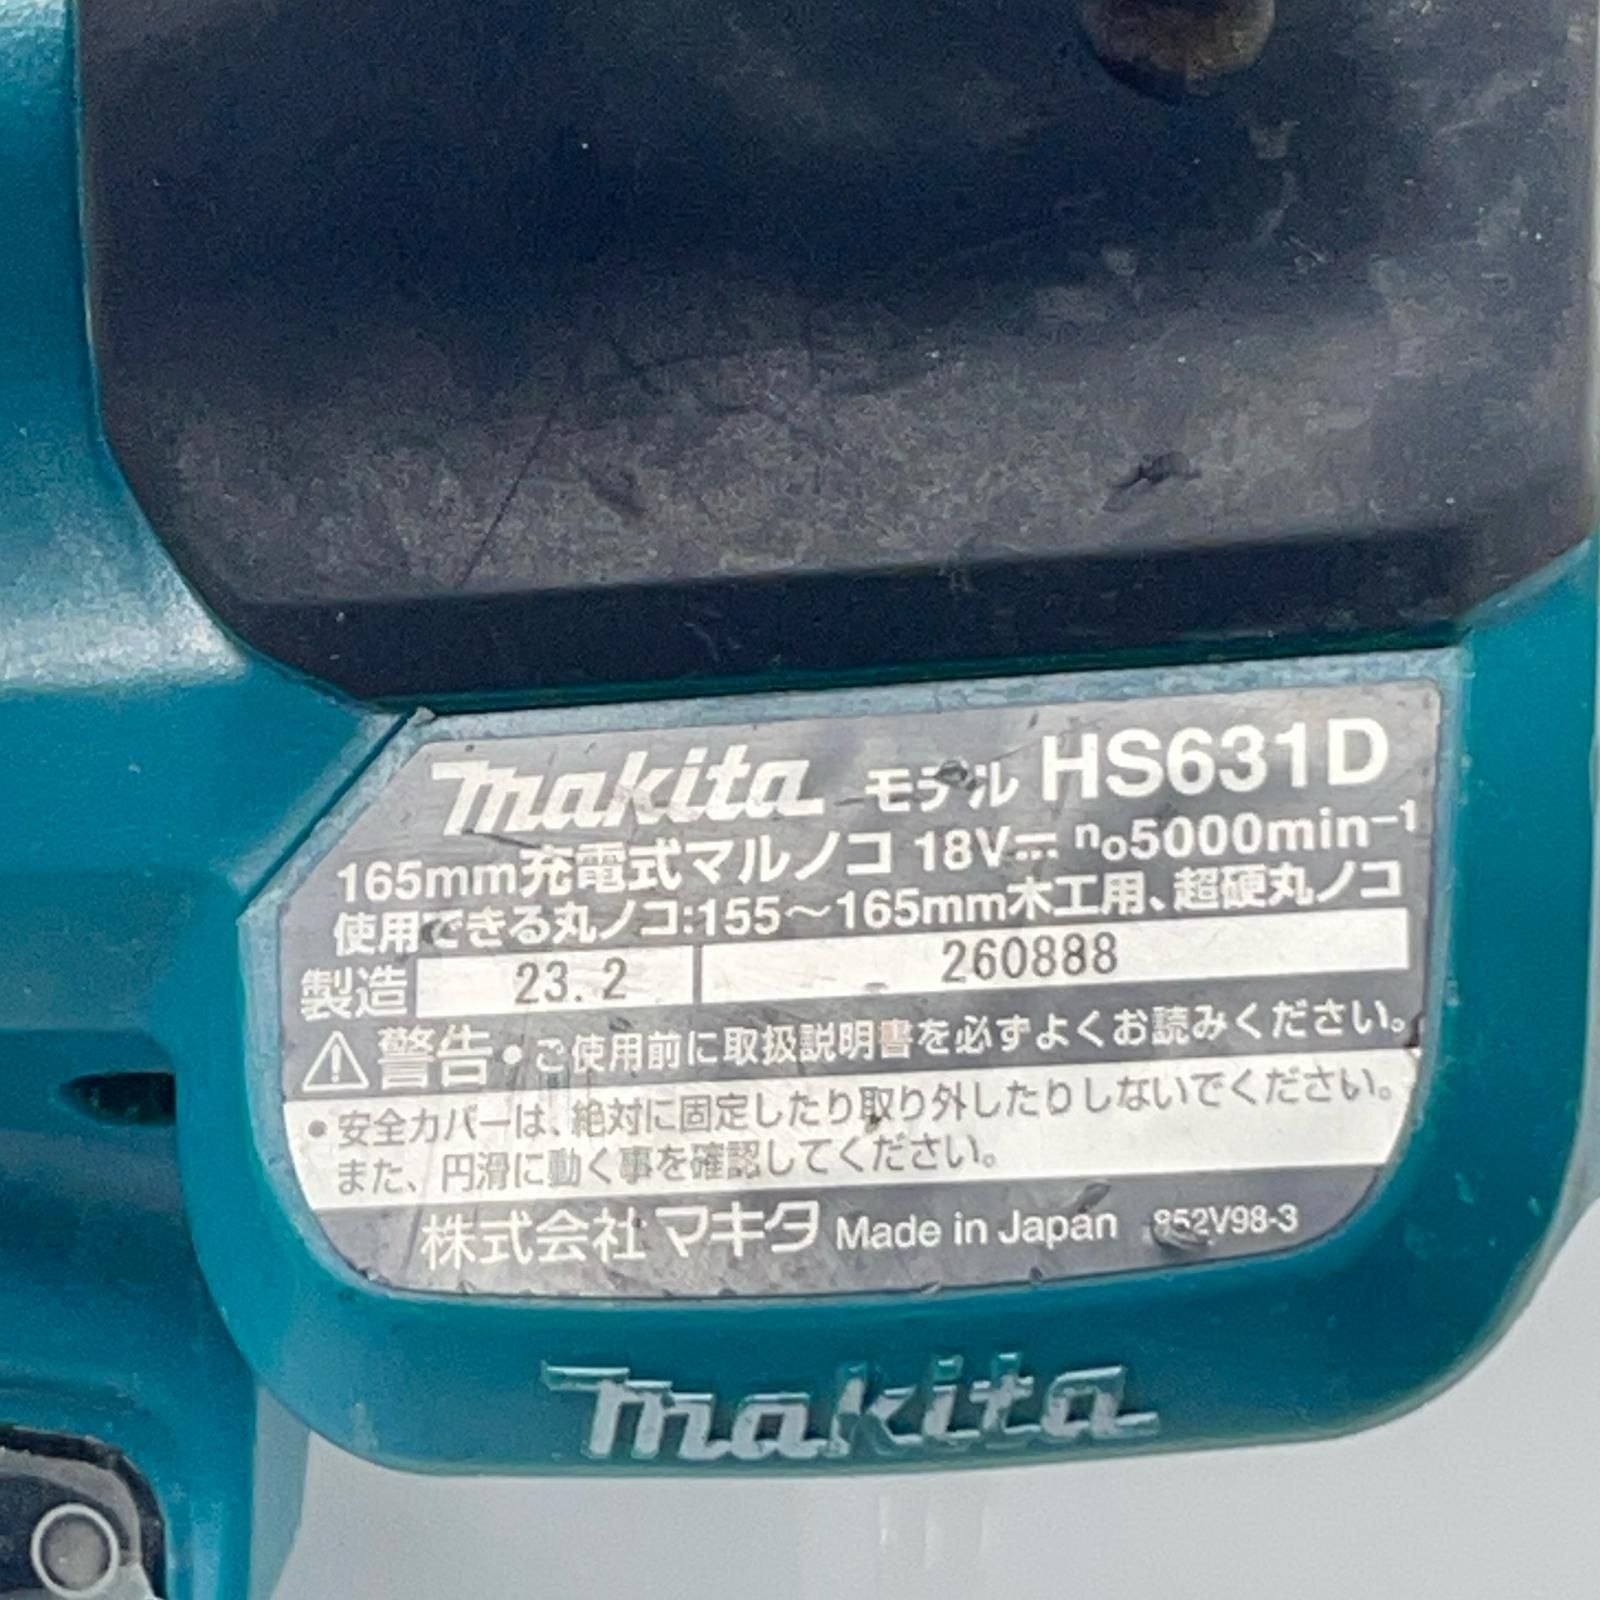 makita モデル HS631D
165mm充電式マルノコ 18V⎓ n₀5000min⁻¹
使用できる丸ノコ:155～165mm木工用、超硬丸ノコ
製造 23.2 260888
⚠警告 •ご使用前に取扱説明書を必ずよくお読みください。
•安全カバーは、絶対に固定したり取り外したりしないでください。
また、円滑に動く事を確認してください。
株式会社マキタ Made in Japan 852V98-3
makita